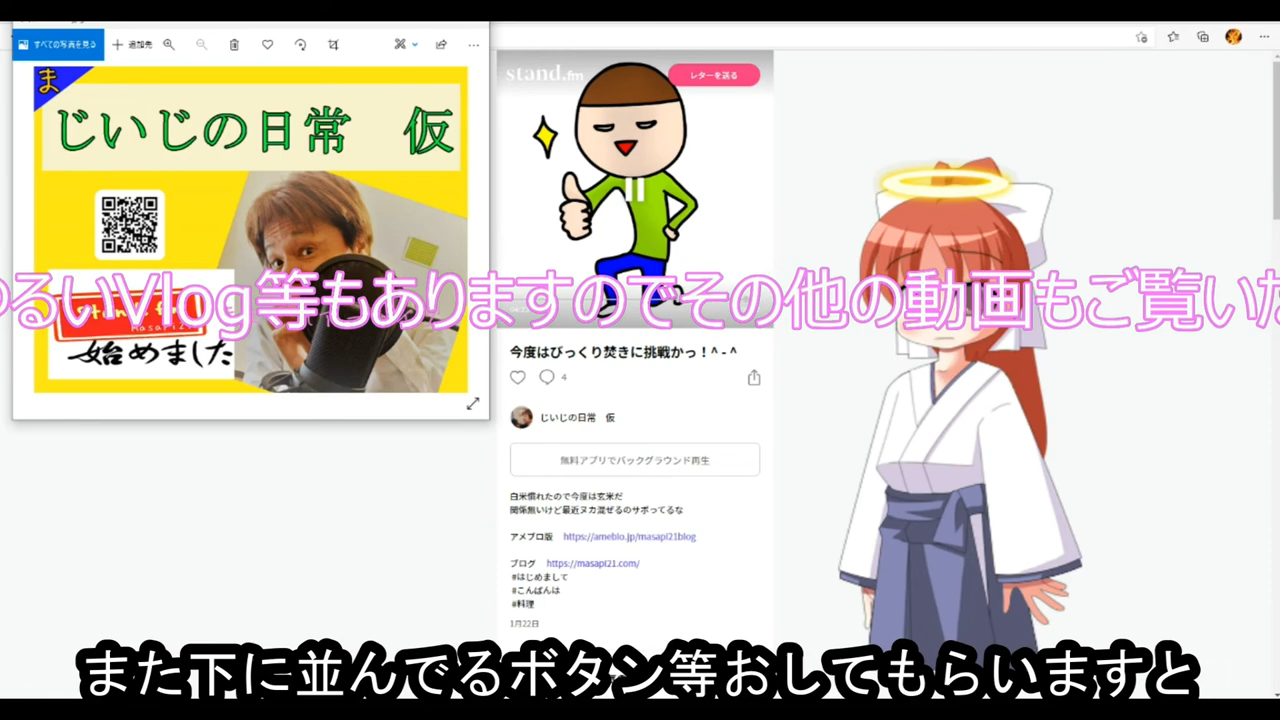 すべての写真を見る
追加先
ま
じいじの日常 仮
始めました
stand.fm
レターを送る
ゆるいVlog等もありますのでその他の動画もご覧いた
今度はびっくり焚きに挑戦かっ!^ - ^
4
じいじの日常 仮
無料アプリでバックグラウンド再生
白米慣れたので今度は玄米だ
関係無いけど最近ヌカ混ぜるのサボってるな
アメブロ版 https://ameblo.jp/masapi21blog
ブログ https://masapi21.com/
#はじめまして
#こんばんは
#料理
1月22日
また下に並んでるボタン等おしてもらいますと